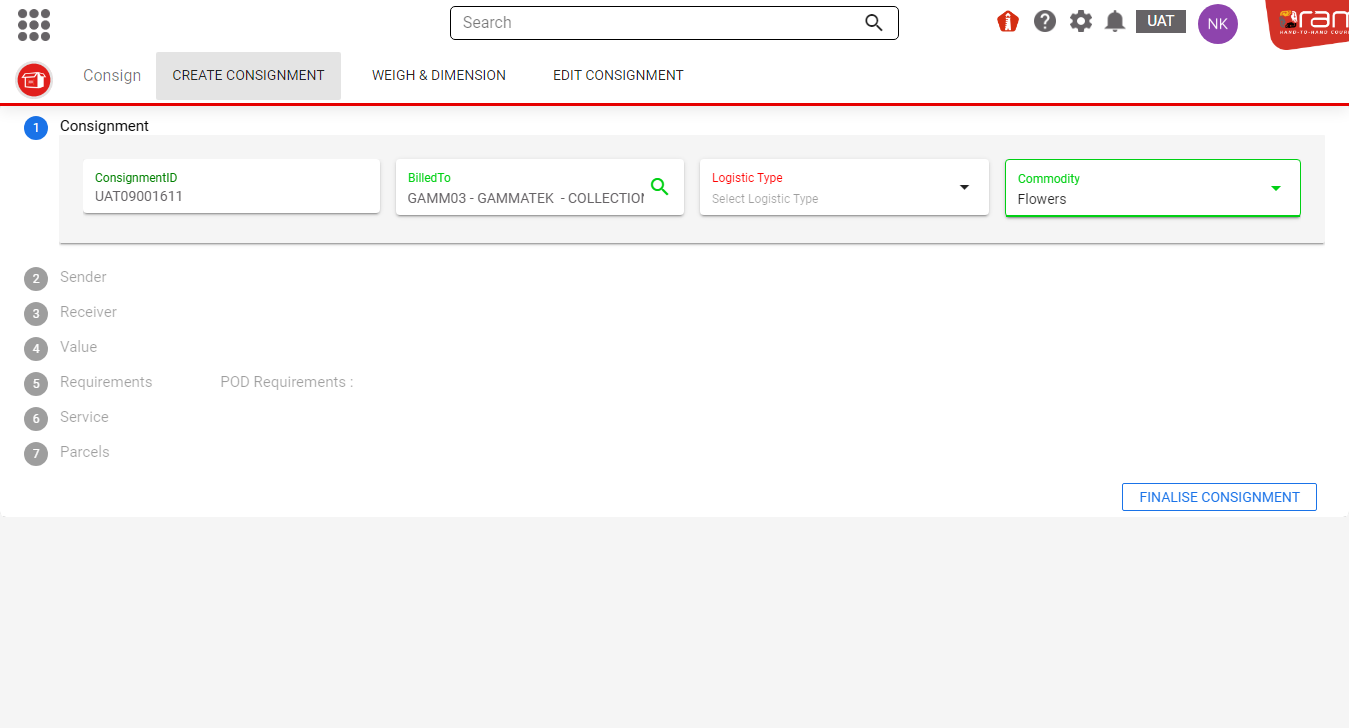 Search
UAT
NK
ram
HAND-TO-HAND COUR
Consign
CREATE CONSIGNMENT
WEIGH & DIMENSION
EDIT CONSIGNMENT
1 Consignment
ConsignmentID
UAT09001611
BilledTo
GAMM03 - GAMMATEK - COLLECTION
Logistic Type
Select Logistic Type
Commodity
Flowers
2 Sender
3 Receiver
4 Value
5 Requirements POD Requirements :
6 Service
7 Parcels
FINALISE CONSIGNMENT